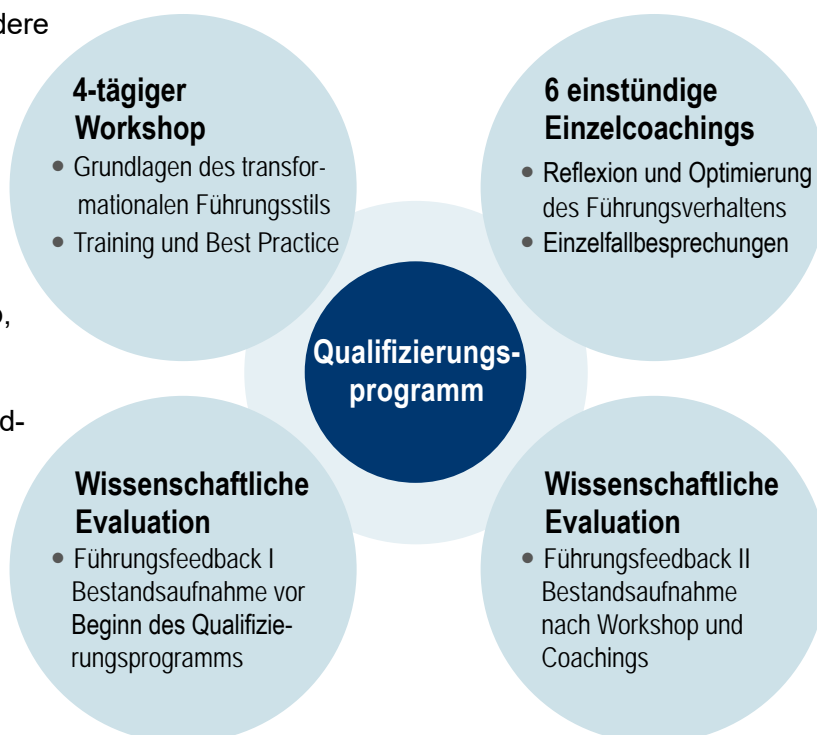 dere
4-tägiger
Workshop
• Grundlagen des transfor-
mationalen Führungsstils
• Training und Best Practice
6 einstündige
Einzelcoachings
• Reflexion und Optimierung
des Führungsverhaltens
• Einzelfallbesprechungen
,
Qualifizierungs-
programm
d-
Wissenschaftliche
Evaluation
• Führungsfeedback I
Bestandsaufnahme vor
Beginn des Qualifizie-
rungsprogramms
Wissenschaftliche
Evaluation
• Führungsfeedback II
Bestandsaufnahme
nach Workshop und
Coachings